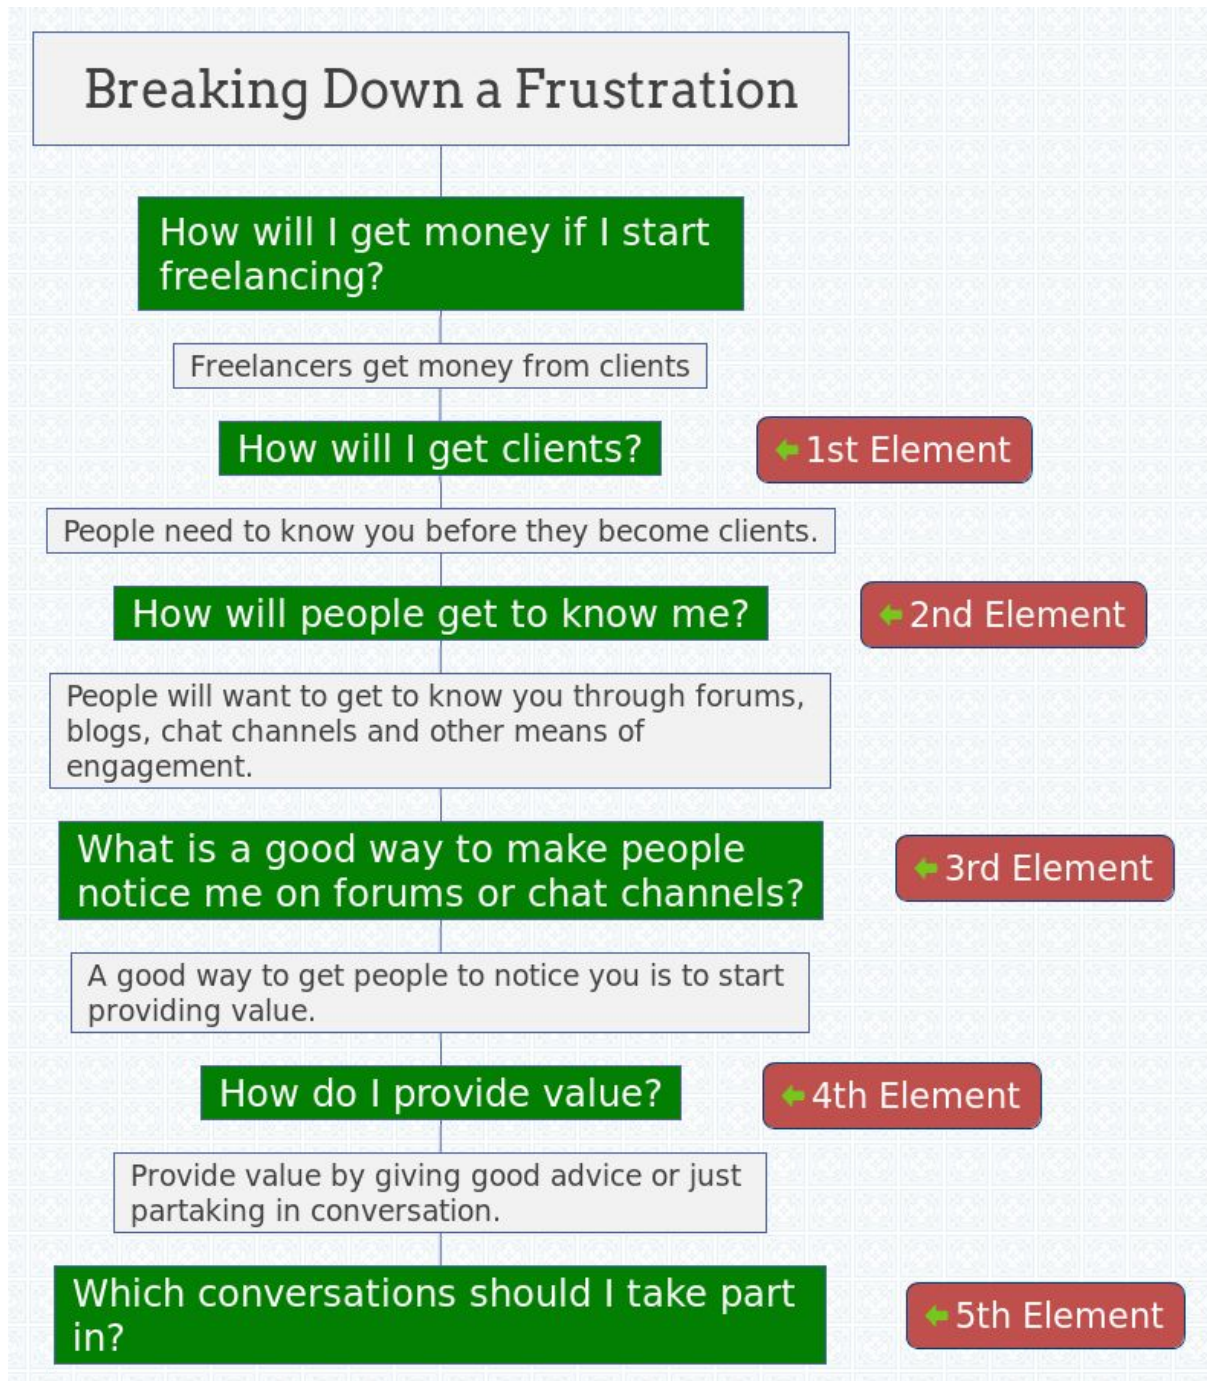 Breaking Down a Frustration
How will I get money if I start
freelancing?
Freelancers get money from clients
How will I get clients?
1st Element
People need to know you before they become clients.
How will people get to know me?
2nd Element
People will want to get to know you through forums,
blogs, chat channels and other means of
engagement.
What is a good way to make people
notice me on forums or chat channels?
3rd Element
A good way to get people to notice you is to start
providing value.
How do I provide value?
4th Element
Provide value by giving good advice or just
partaking in conversation.
Which conversations should I take part
in?
5th Element